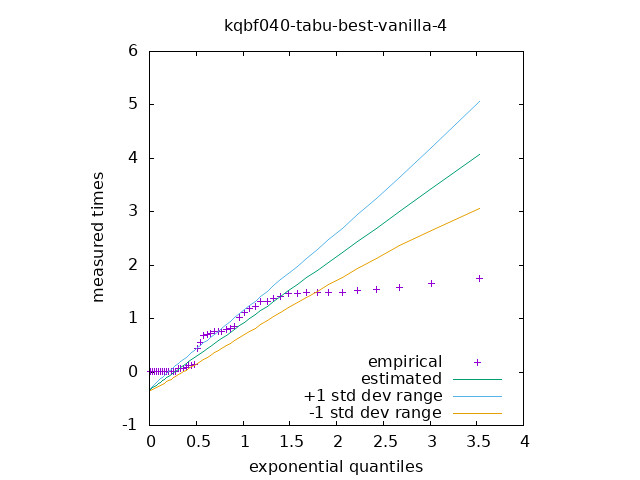 kqbf040-tabu-best-vanilla-4
6
5
4
3
2
1
0
-1
measured times
empirical
estimated
+1 std dev range
-1 std dev range
0 0.5 1 1.5 2 2.5 3 3.5 4
exponential quantiles